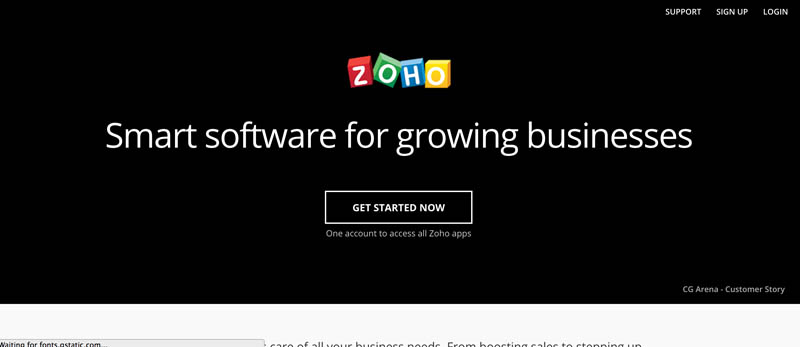 SUPPORT SIGN UP LOGIN
ZOHO
Smart software for growing businesses
GET STARTED NOW
One account to access all Zoho apps
CG Arena - Customer Story
Waiting for fonts.gstatic.com...
care of all your business needs. From boosting sales to stepping up